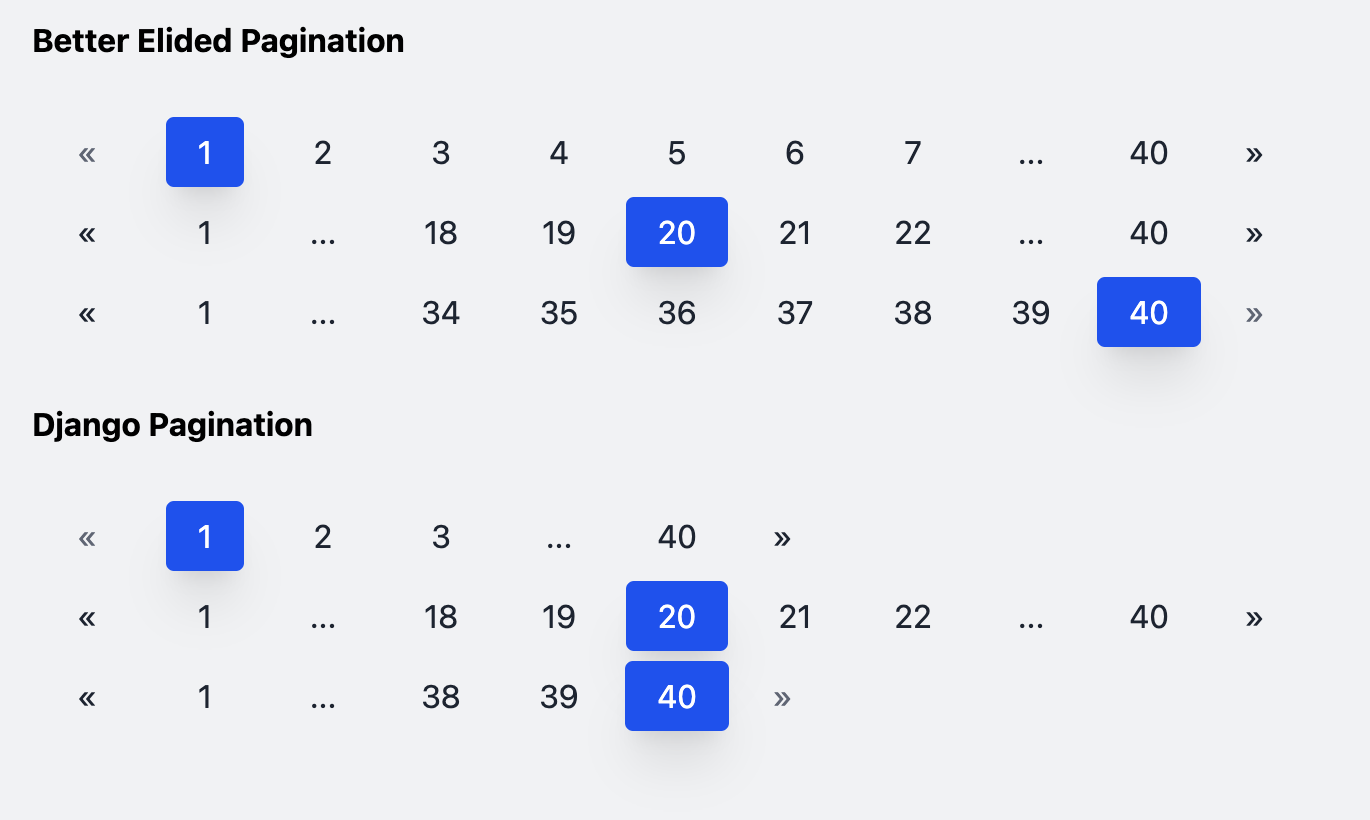 Better Elided Pagination
« 1 2 3 4 5 6 7 ... 40 »
« 1 ... 18 19 20 21 22 ... 40 »
« 1 ... 34 35 36 37 38 39 40 »
Django Pagination
« 1 2 3 ... 40 »
« 1 ... 18 19 20 21 22 ... 40 »
« 1 ... 38 39 40 »